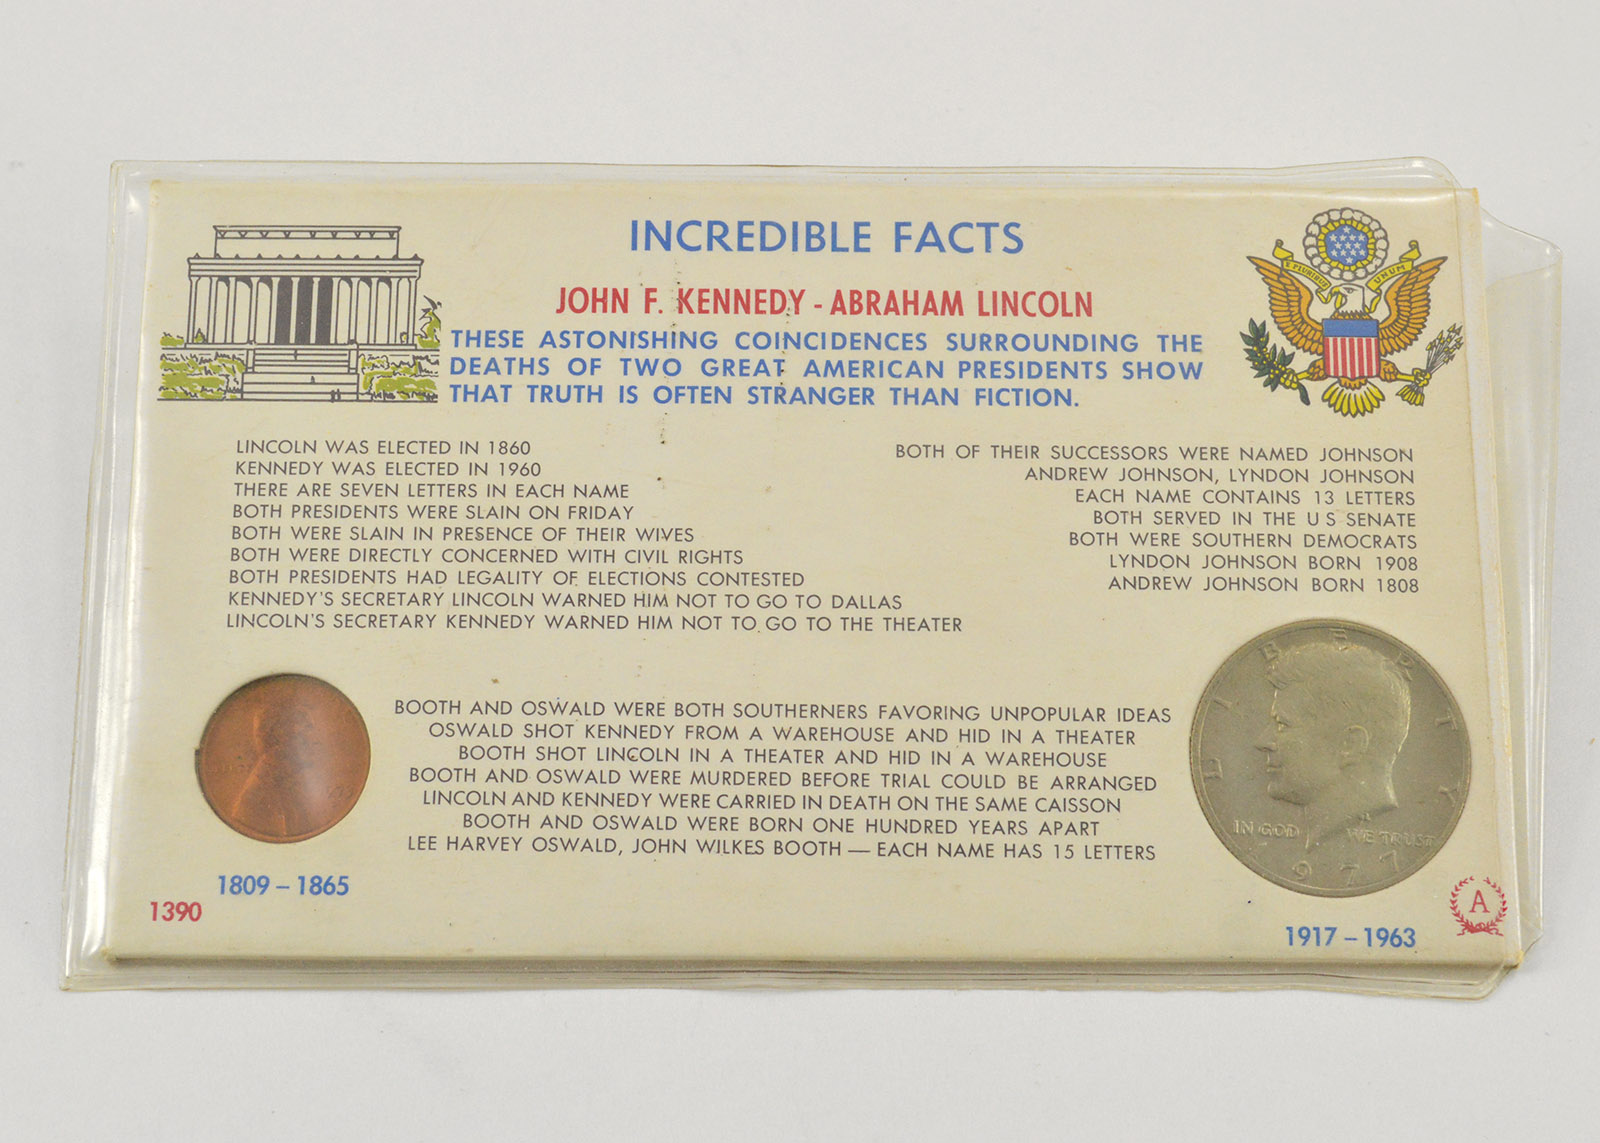 INCREDIBLE FACTS
JOHN F. KENNEDY - ABRAHAM LINCOLN
THESE ASTONISHING COINCIDENCES SURROUNDING THE
DEATHS OF TWO GREAT AMERICAN PRESIDENTS SHOW
THAT TRUTH IS OFTEN STRANGER THAN FICTION.
E PLURIBUS UNUM
LINCOLN WAS ELECTED IN 1860
KENNEDY WAS ELECTED IN 1960
THERE ARE SEVEN LETTERS IN EACH NAME
BOTH PRESIDENTS WERE SLAIN ON FRIDAY
BOTH WERE SLAIN IN PRESENCE OF THEIR WIVES
BOTH WERE DIRECTLY CONCERNED WITH CIVIL RIGHTS
BOTH PRESIDENTS HAD LEGALITY OF ELECTIONS CONTESTED
KENNEDY'S SECRETARY LINCOLN WARNED HIM NOT TO GO TO DALLAS
LINCOLN'S SECRETARY KENNEDY WARNED HIM NOT TO GO TO THE THEATER
BOTH OF THEIR SUCCESSORS WERE NAMED JOHNSON
ANDREW JOHNSON, LYNDON JOHNSON
EACH NAME CONTAINS 13 LETTERS
BOTH SERVED IN THE U S SENATE
BOTH WERE SOUTHERN DEMOCRATS
LYNDON JOHNSON BORN 1908
ANDREW JOHNSON BORN 1808
BOOTH AND OSWALD WERE BOTH SOUTHERNERS FAVORING UNPOPULAR IDEAS
OSWALD SHOT KENNEDY FROM A WAREHOUSE AND HID IN A THEATER
BOOTH SHOT LINCOLN IN A THEATER AND HID IN A WAREHOUSE
BOOTH AND OSWALD WERE MURDERED BEFORE TRIAL COULD BE ARRANGED
LINCOLN AND KENNEDY WERE CARRIED IN DEATH ON THE SAME CAISSON
BOOTH AND OSWALD WERE BORN ONE HUNDRED YEARS APART
LEE HARVEY OSWALD, JOHN WILKES BOOTH — EACH NAME HAS 15 LETTERS
1809 – 1865
1390
LIBERTY
IN GOD WE TRUST
1977
A
1917 – 1963